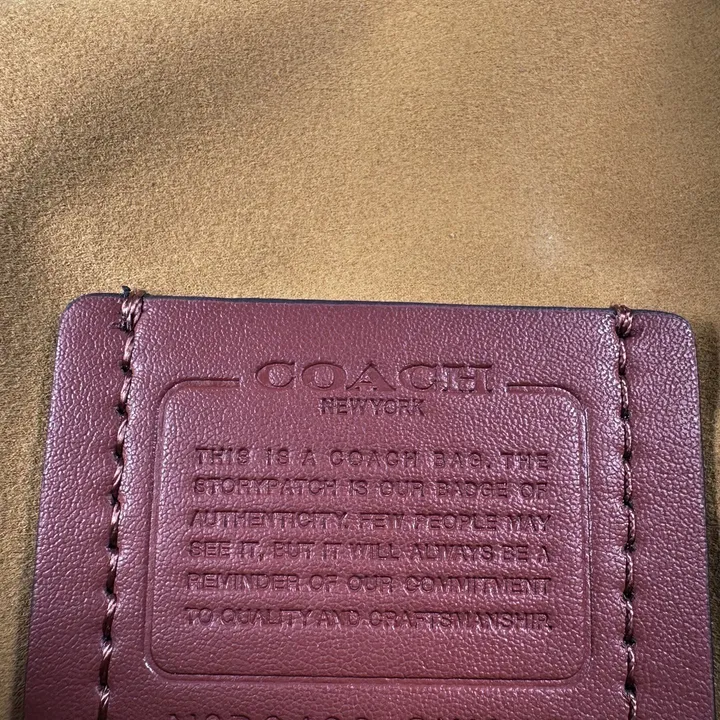 COACH
NEW YORK
THIS IS A COACH BAG. THE
STORYPATCH IS OUR BADGE OF
AUTHENTICITY. FEW PEOPLE MAY
SEE IT, BUT IT WILL ALWAYS BE A
REMINDER OF OUR COMMITMENT
TO QUALITY AND CRAFTSMANSHIP.